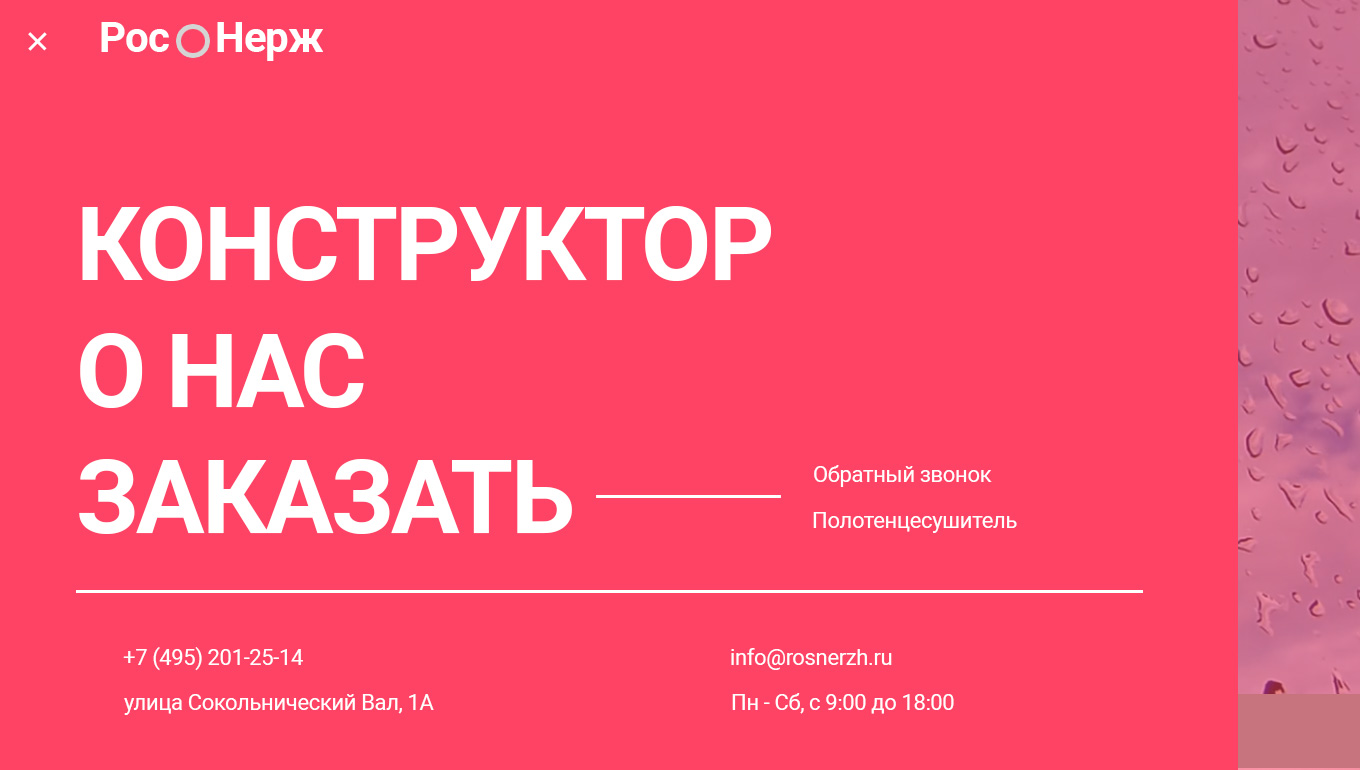 Рос Нерж
КОНСТРУКТОР
О НАС
ЗАКАЗАТЬ
Обратный звонок
Полотенцесушитель
+7 (495) 201-25-14
info@rosnerzh.ru
улица Сокольнический Вал, 1А
Пн - Сб, с 9:00 до 18:00